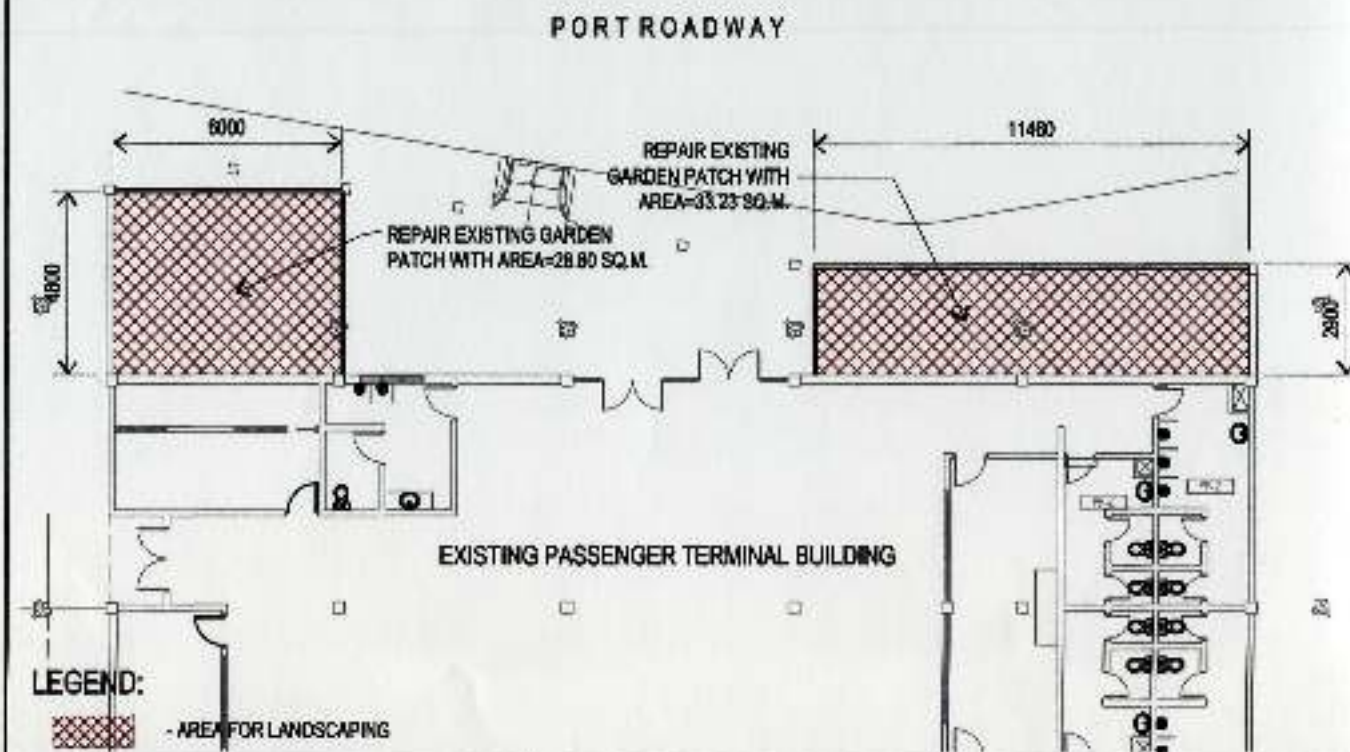 PORT ROADWAY
6000
11460
REPAIR EXISTING
GARDEN PATCH WITH
AREA=33.23 SQ.M.
REPAIR EXISTING GARDEN
PATCH WITH AREA=28.80 SQ.M.
4800
2900
EXISTING PASSENGER TERMINAL BUILDING
LEGEND:
- AREA FOR LANDSCAPING